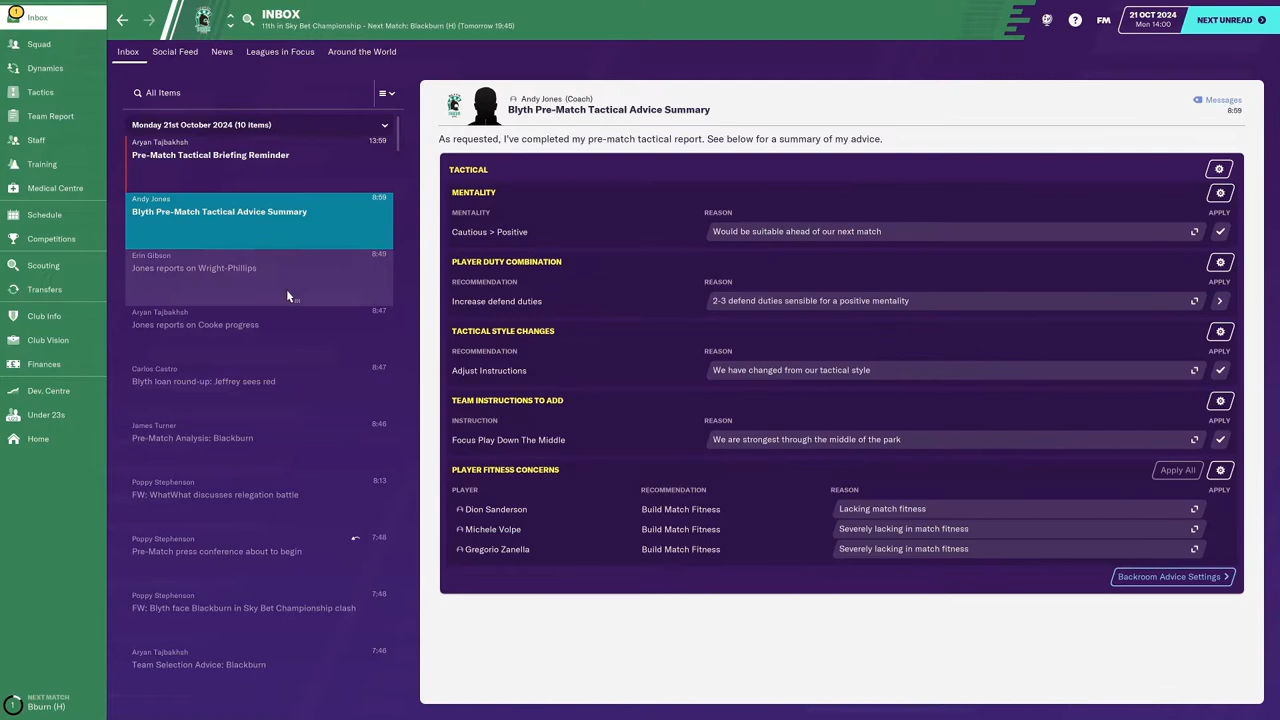 1
Inbox
Squad
Dynamics
Tactics
Team Report
Staff
Training
Medical Centre
Schedule
Competitions
Scouting
Transfers
Club Info
Club Vision
Finances
Dev. Centre
Under 23s
Home
1
NEXT MATCH
Bburn (H)
INBOX
11th in Sky Bet Championship - Next Match: Blackburn (H) (Tomorrow 19:45)
?
FM
21 OCT 2024
Mon 14:00
NEXT UNREAD
Inbox
Social Feed
News
Leagues in Focus
Around the World
All Items
Monday 21st October 2024 (10 items)
Aryan Tajbakhsh 13:59
Pre-Match Tactical Briefing Reminder
Andy Jones 8:59
Blyth Pre-Match Tactical Advice Summary
Erin Gibson 8:49
Jones reports on Wright-Phillips
Aryan Tajbakhsh 8:47
Jones reports on Cooke progress
Carlos Castro 8:47
Blyth loan round-up: Jeffrey sees red
James Turner 8:46
Pre-Match Analysis: Blackburn
Poppy Stephenson 8:13
FW: WhatWhat discusses relegation battle
Poppy Stephenson 7:48
Pre-Match press conference about to begin
Poppy Stephenson 7:48
FW: Blyth face Blackburn in Sky Bet Championship clash
Aryan Tajbakhsh 7:46
Team Selection Advice: Blackburn
Andy Jones (Coach)
Blyth Pre-Match Tactical Advice Summary
Messages
8:59
As requested, I've completed my pre-match tactical report. See below for a summary of my advice.
TACTICAL
MENTALITY
MENTALITY REASON APPLY
Cautious > Positive Would be suitable ahead of our next match
PLAYER DUTY COMBINATION
RECOMMENDATION REASON APPLY
Increase defend duties 2-3 defend duties sensible for a positive mentality
TACTICAL STYLE CHANGES
RECOMMENDATION REASON APPLY
Adjust Instructions We have changed from our tactical style
TEAM INSTRUCTIONS TO ADD
INSTRUCTION REASON APPLY
Focus Play Down The Middle We are strongest through the middle of the park
PLAYER FITNESS CONCERNS Apply All
PLAYER RECOMMENDATION REASON APPLY
Dion Sanderson Build Match Fitness Lacking match fitness
Michele Volpe Build Match Fitness Severely lacking in match fitness
Gregorio Zanella Build Match Fitness Severely lacking in match fitness
Backroom Advice Settings